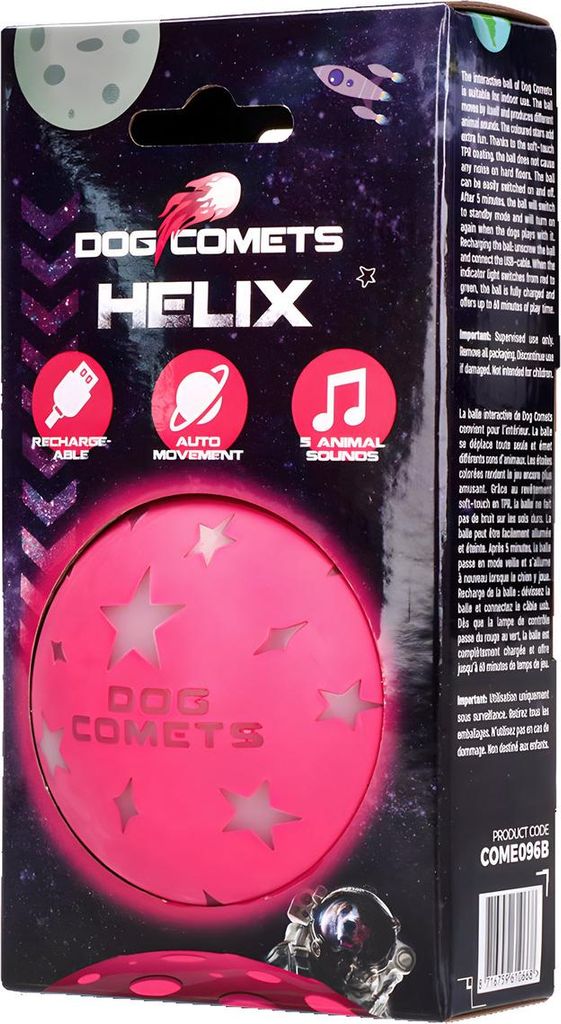 DOG COMETS
HELIX
RECHARGE-
ABLE
AUTO
MOVEMENT
5 ANIMAL
SOUNDS
DOG
COMETS
The interactive ball of Dog Comets
is suitable for indoor use. The ball
moves by itself and produces different
animal sounds. The coloured stars add
extra fun. Thanks to the soft-touch
TPR coating, the ball does not cause
any noise on hard floors. The ball
can be easily switched on and off.
After 5 minutes, the ball will switch
to standby mode and will turn on
again when the dogs plays with it.
Recharging the ball: unscrew the ball
and connect the USB-cable. When the
indicator light switches from red to
green, the ball is fully charged and
offers up to 60 minutes of play time.
Important: Supervised use only.
Remove all packaging. Discontinue use
if damaged. Not intended for children.
La balle interactive de Dog Comets
convient pour l'intérieur. La balle
se déplace toute seule et émet
différents sons d'animaux. Les étoiles
colorées rendent le jeu encore plus
amusant. Grâce au revêtement
soft-touch en TPR, la balle ne fait
pas de bruit sur les sols durs. La
balle peut être facilement allumée
et éteinte. Après 5 minutes, la balle
passe en mode veille et s'allume
à nouveau lorsque le chien y joue.
Recharge de la balle : dévissez la
balle et connectez le câble usb.
Dès que la lampe de contrôle
passe du rouge au vert, la balle est
complètement chargée et offre
jusqu'à 60 minutes de temps de jeu.
Important: Utilisation uniquement
sous surveillance. Retirez tous les
emballages. N'utilisez pas en cas de
dommage. Non destiné aux enfants.
PRODUCT CODE
COME096B
8 716759 610668 >